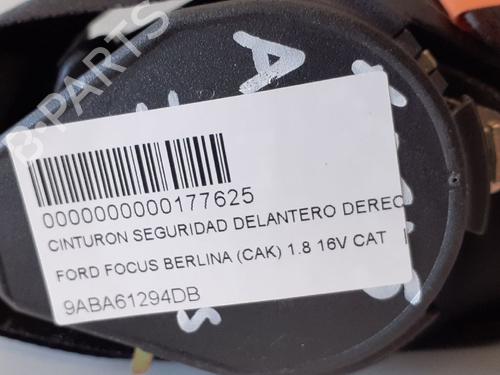 B-PARTS
A
0000000000177625
CINTURON SEGURIDAD DELANTERO DEREC
FORD FOCUS BERLINA (CAK) 1.8 16V CAT
9ABA61294DB